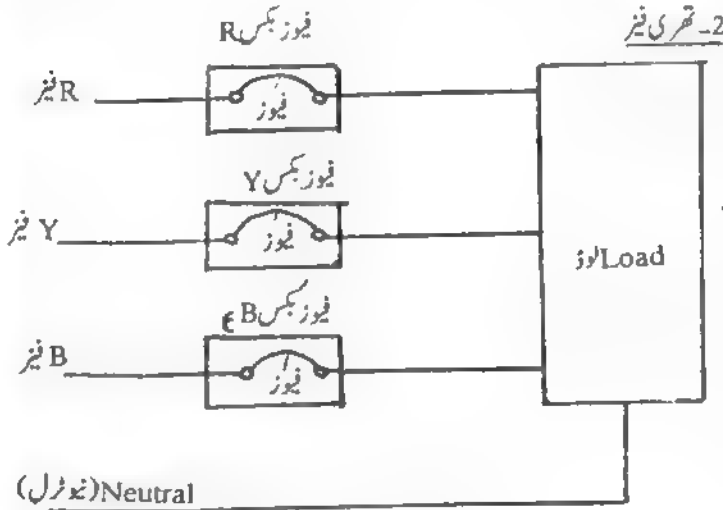 2۔ تھری فیز
فیوز بکس R
R فیز
فیوز
فیوز بکس Y
Y فیز
فیوز
لوڈ Load
فیوز بکس B
B فیز
فیوز
Neutral (نیوٹرل)